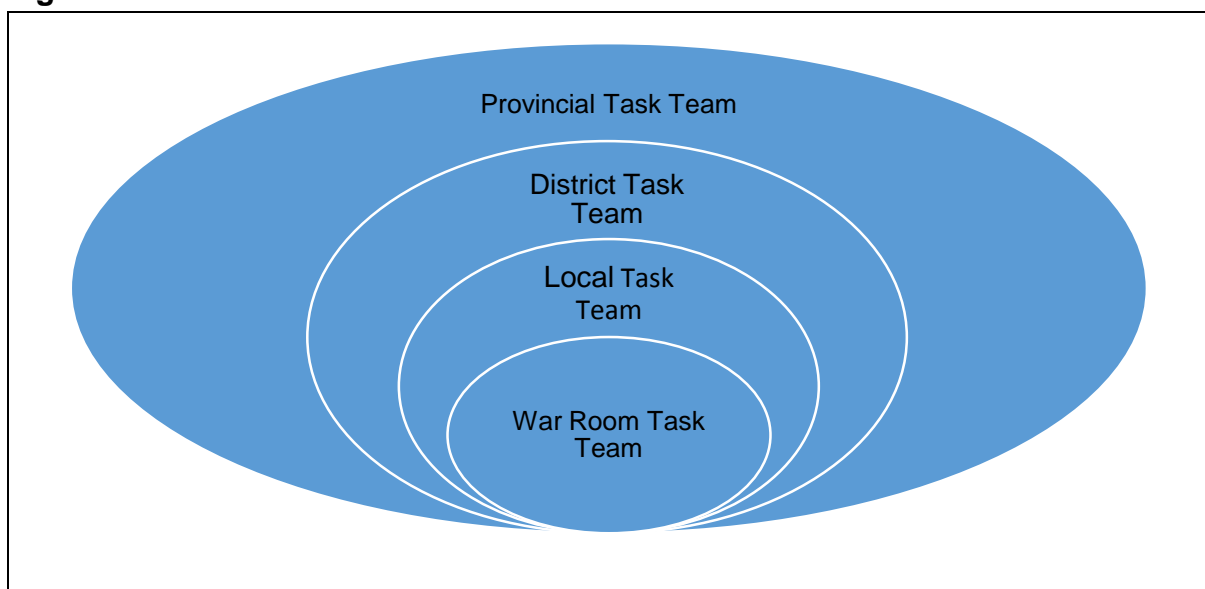 Provincial Task Team
District Task
Team
Local Task
Team
War Room Task
Team